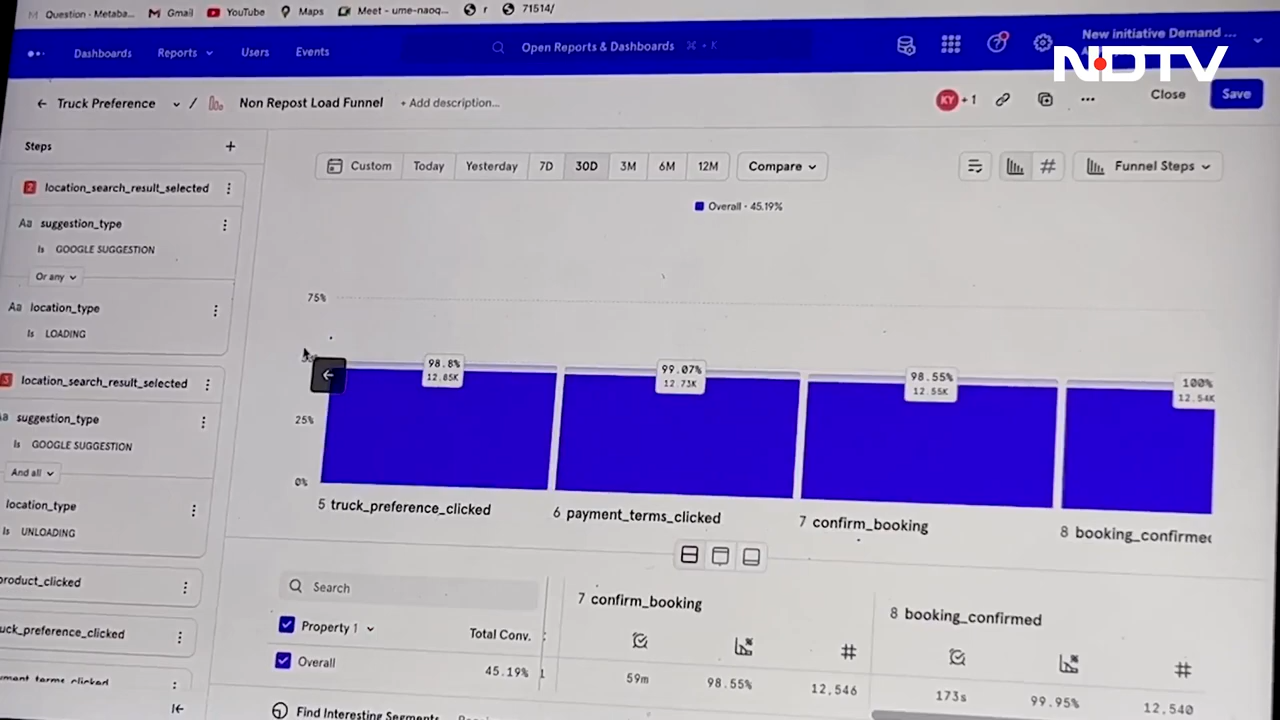 Question - Metaba...
Gmail
YouTube
Maps
Meet - ume-naoq...
r
71514/
Dashboards
Reports
Users
Events
Open Reports & Dashboards ⌘ + K
New initiative Demand ...
NDTV
Truck Preference / Non Repost Load Funnel + Add description...
KY +1
Close
Save
Steps
+
2 location_search_result_selected
Aa suggestion_type
Is GOOGLE SUGGESTION
Or any
Aa location_type
Is LOADING
3 location_search_result_selected
suggestion_type
Is GOOGLE SUGGESTION
And all
location_type
Is UNLOADING
product_clicked
uck_preference_clicked
Custom Today Yesterday 7D 30D 3M 6M 12M Compare
# Funnel Steps
Overall - 45.19%
75%
25%
0%
98.8%
12.85K
99.07%
12.73K
98.55%
12.55K
100%
12.54K
5 truck_preference_clicked
6 payment_terms_clicked
7 confirm_booking
8 booking_confirmed
Search
Property 1
Total Conv.
Overall
45.19%
7 confirm_booking
#
59m 98.55% 12,546
8 booking_confirmed
#
173s 99.95% 12,540
Find Interesting Segments